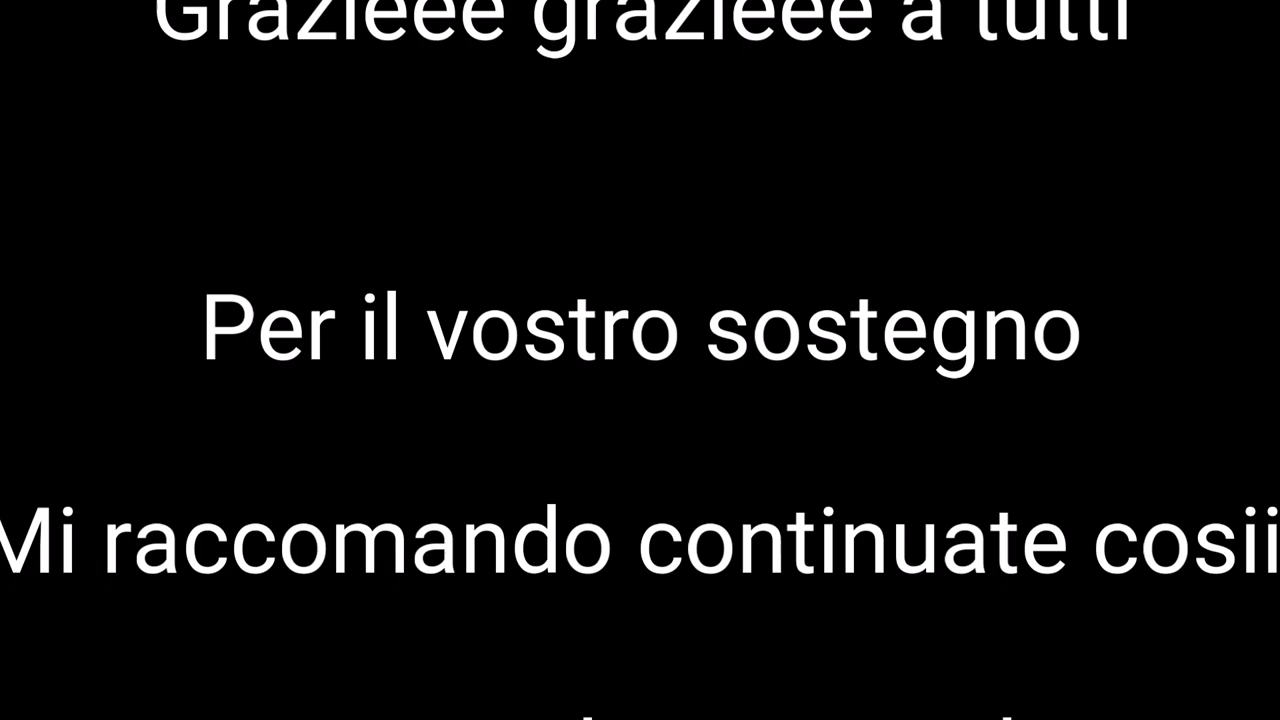 Grazieee grazieee a tutti
Per il vostro sostegno
Mi raccomando continuate cosii